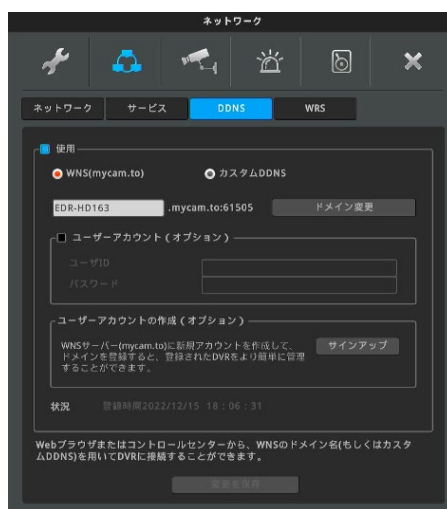 ネットワーク
ネットワーク サービス DDNS WRS
使用
WNS(mycam.to) カスタムDDNS
EDR-HD163 .mycam.to:61505 ドメイン変更
ユーザーアカウント(オプション)
ユーザID
パスワード
ユーザーアカウントの作成(オプション)
WNSサーバー(mycam.to)に新規アカウントを作成して、
ドメインを登録すると、登録されたDVRをより簡単に管理
することができます。
サインアップ
状況 登録時間2022/12/15 18:06:31
Webブラウザまたはコントロールセンターから、WNSのドメイン名(もしくはカスタ
ムDDNS)を用いてDVRに接続することができます。
変更を保存